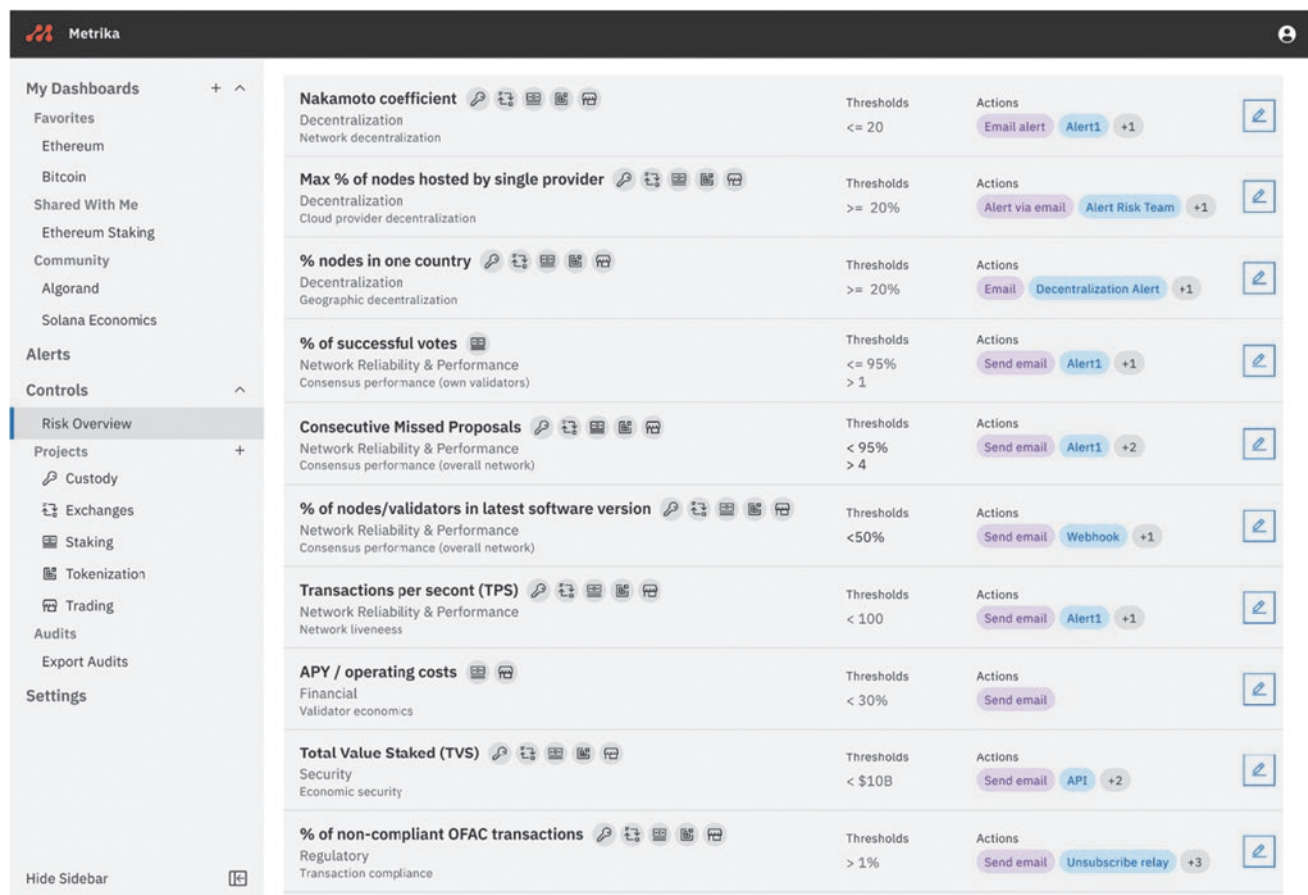 Metrika
My Dashboards
Favorites
Ethereum
Bitcoin
Shared With Me
Ethereum Staking
Community
Algorand
Solana Economics
Alerts
Controls
Risk Overview
Projects
Custody
Exchanges
Staking
Tokenization
Trading
Audits
Export Audits
Settings
Hide Sidebar
Nakamoto coefficient
Decentralization
Network decentralization
Thresholds
<= 20
Actions
Email alert Alert1 +1
Max % of nodes hosted by single provider
Decentralization
Cloud provider decentralization
Thresholds
>= 20%
Actions
Alert via email Alert Risk Team +1
% nodes in one country
Decentralization
Geographic decentralization
Thresholds
>= 20%
Actions
Email Decentralization Alert +1
% of successful votes
Network Reliability & Performance
Consensus performance (own validators)
Thresholds
<= 95%
> 1
Actions
Send email Alert1 +1
Consecutive Missed Proposals
Network Reliability & Performance
Consensus performance (overall network)
Thresholds
< 95%
> 4
Actions
Send email Alert1 +2
% of nodes/validators in latest software version
Network Reliability & Performance
Consensus performance (overall network)
Thresholds
<50%
Actions
Send email Webhook +1
Transactions per secont (TPS)
Network Reliability & Performance
Network liveneess
Thresholds
< 100
Actions
Send email Alert1 +1
APY / operating costs
Financial
Validator economics
Thresholds
< 30%
Actions
Send email
Total Value Staked (TVS)
Security
Economic security
Thresholds
< $10B
Actions
Send email API +2
% of non-compliant OFAC transactions
Regulatory
Transaction compliance
Thresholds
> 1%
Actions
Send email Unsubscribe relay +3